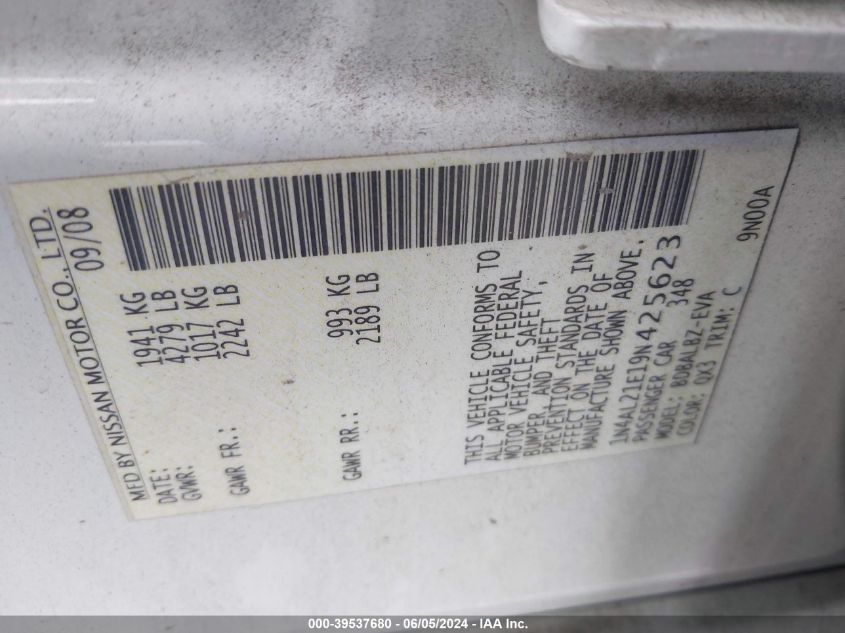 MFD BY NISSAN MOTOR CO., LTD.
DATE: 09/08
GVWR: 1941 KG
4279 LB
GAWR FR.: 1017 KG
2242 LB
GAWR RR.: 993 KG
2189 LB
THIS VEHICLE CONFORMS TO
ALL APPLICABLE FEDERAL
MOTOR VEHICLE SAFETY,
BUMPER, AND THEFT
PREVENTION STANDARDS IN
EFFECT ON THE DATE OF
MANUFACTURE SHOWN ABOVE.
1N4AL21E19N425623
PASSENGER CAR 348
MODEL: BDBALBZ-EVA
COLOR: QX3 TRIM: C
9N00A
000-39537680 - 06/05/2024 - IAA Inc.